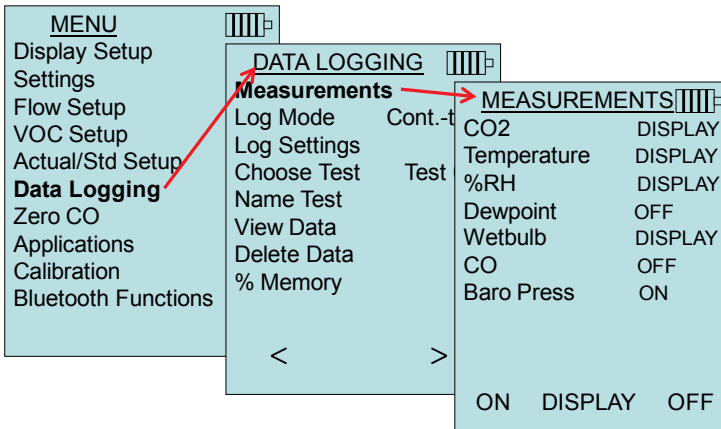 MENU
Display Setup
Settings
Flow Setup
VOC Setup
Actual/Std Setup
Data Logging
Zero CO
Applications
Calibration
Bluetooth Functions
DATA LOGGING
Measurements
Log Mode Cont.-t
Log Settings
Choose Test Test
Name Test
View Data
Delete Data
% Memory
< >
MEASUREMENTS
CO2 DISPLAY
Temperature DISPLAY
%RH DISPLAY
Dewpoint OFF
Wetbulb DISPLAY
CO OFF
Baro Press ON
ON DISPLAY OFF